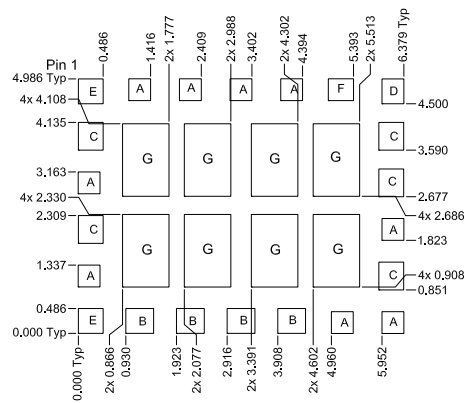 0.486
1.416
2x 1.777
2.409
2x 2.988
3.402
2x 4.302
4.394
5.393
2x 5.513
6.379 Typ
Pin 1
4.986 Typ
E
A
A
A
A
F
D
4.500
4x 4.108
4.135
C
C
3.590
G
G
G
G
3.163
A
C
2.677
4x 2.330
4x 2.686
2.309
C
A
1.823
G
G
G
G
1.337
A
C
4x 0.908
0.851
0.486
E
B
B
B
B
A
A
0.000 Typ
0.000 Typ
2x 0.866
0.930
1.923
2x 2.077
2.916
2x 3.391
3.908
2x 4.602
4.960
5.952